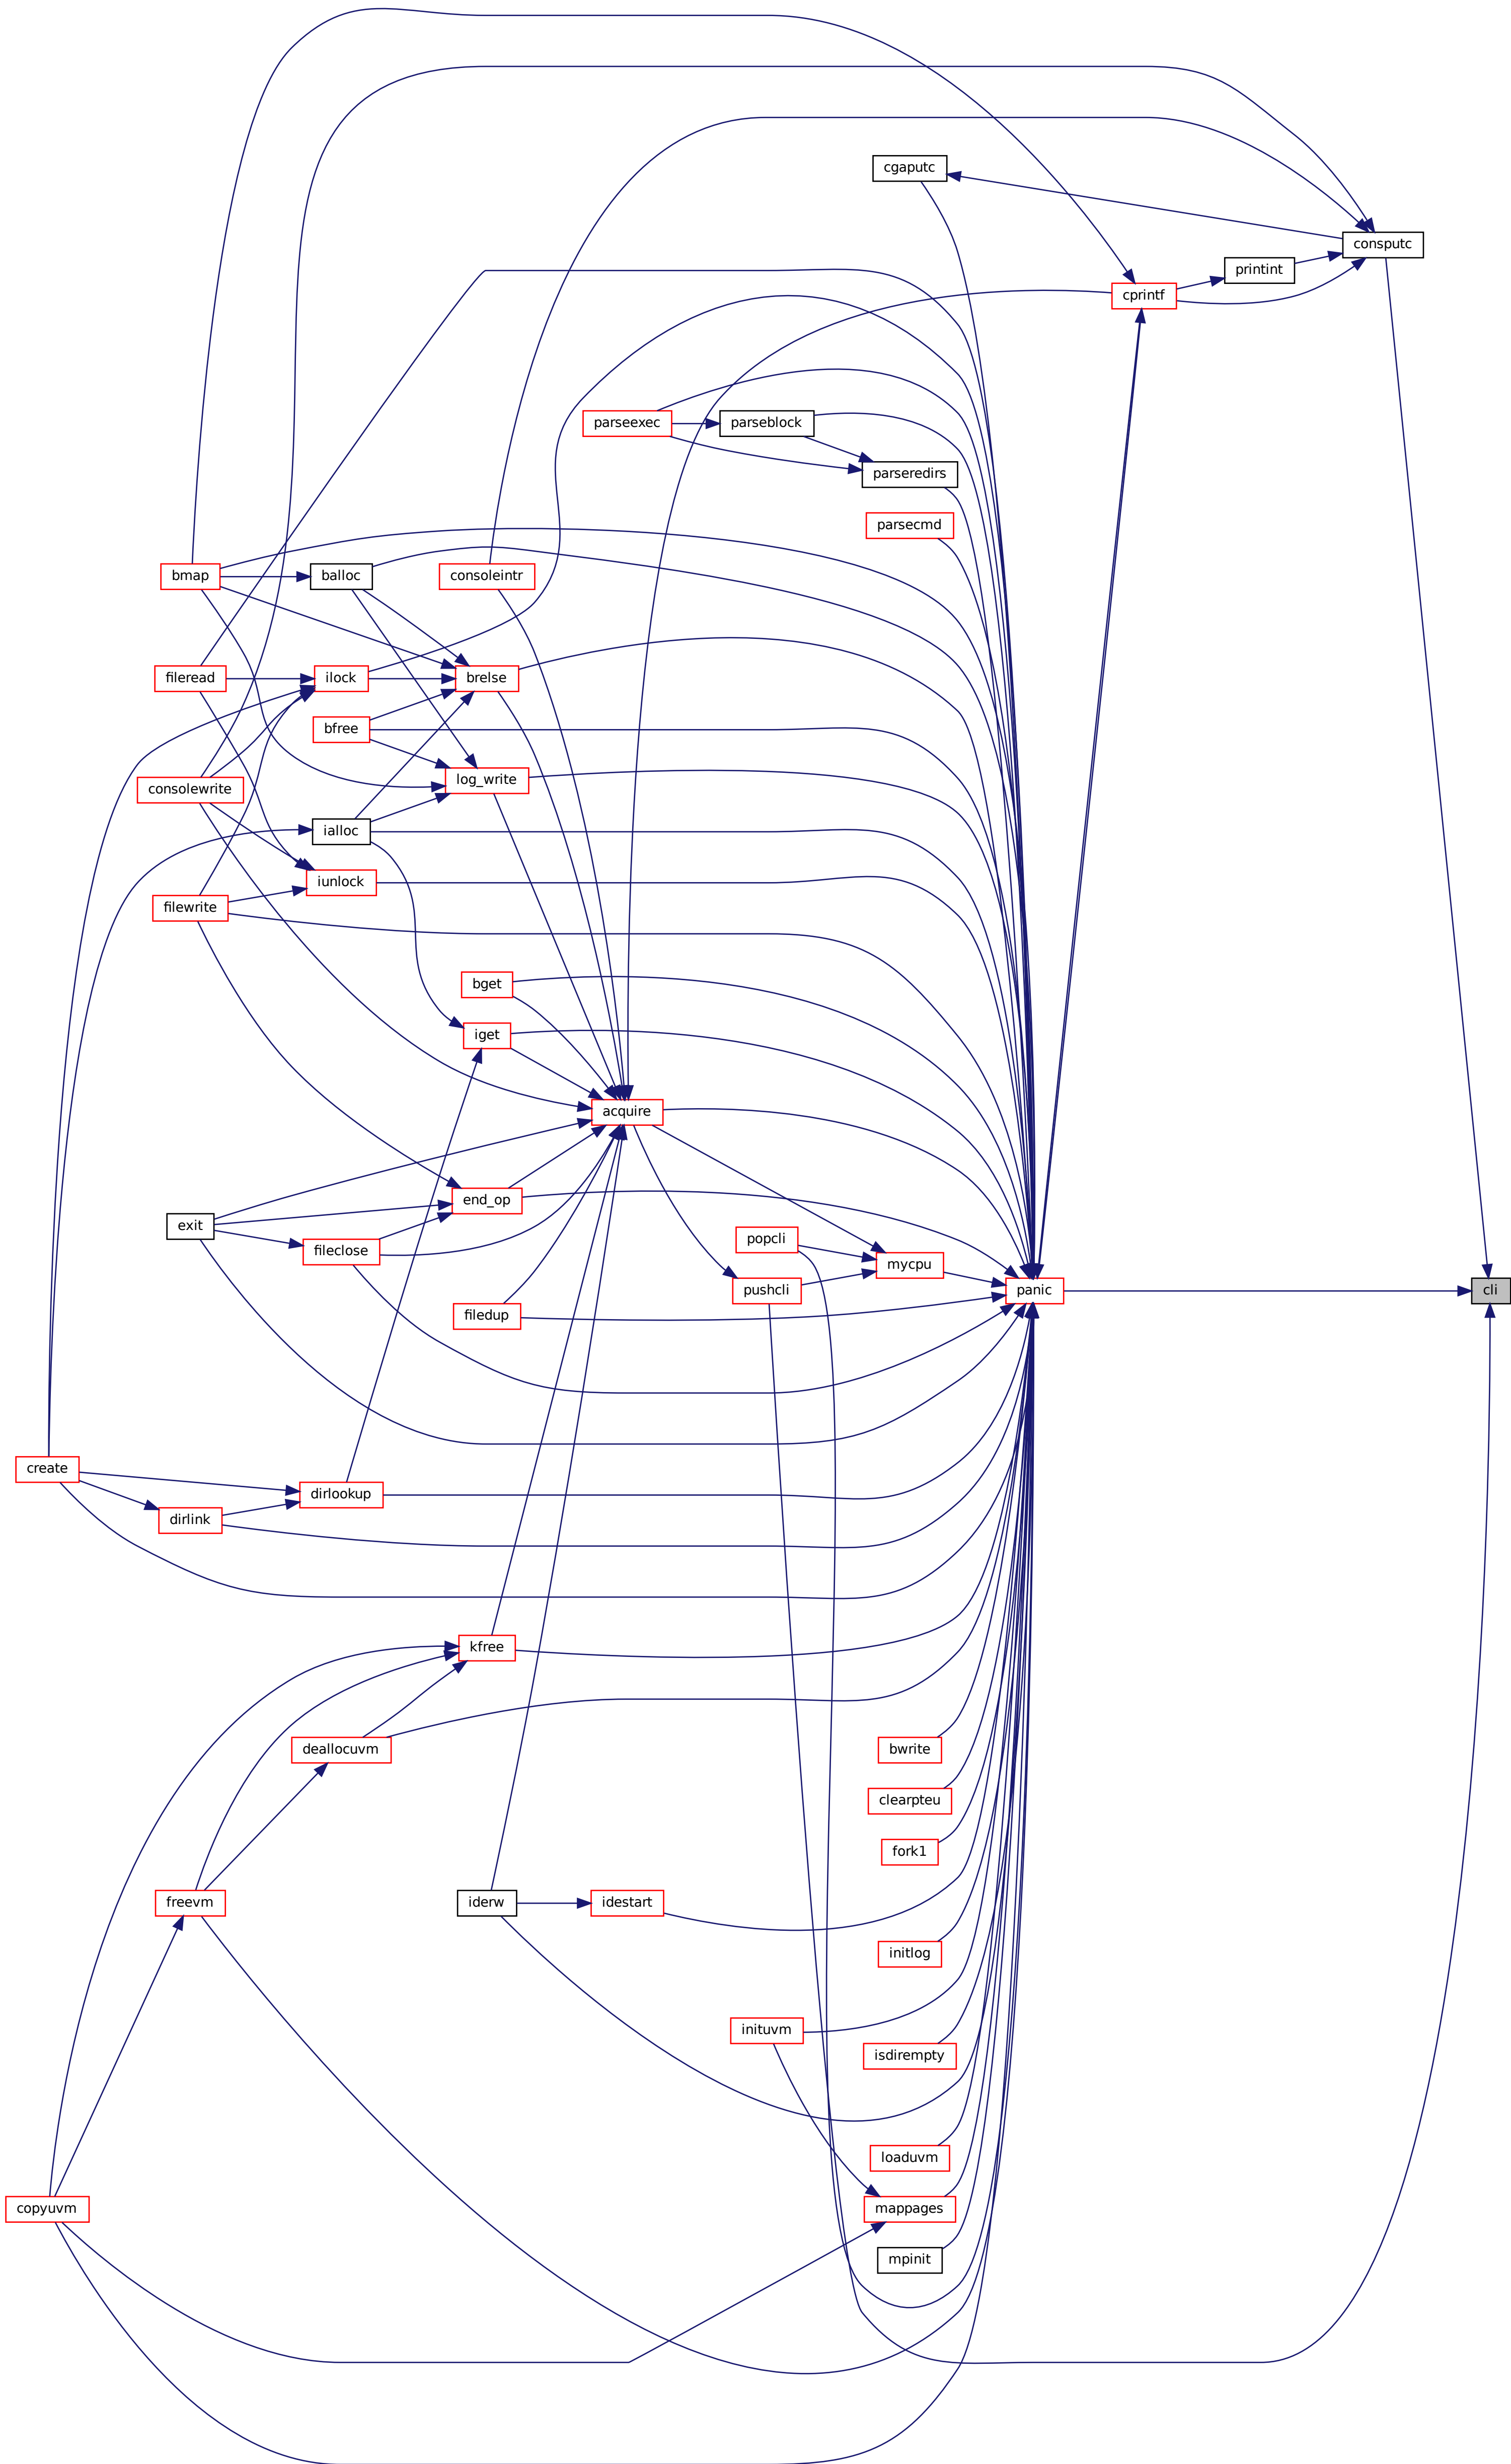 cgaputc
consputc
printint
cprintf
parseexec
parseblock
parseredirs
parsecmd
bmap
balloc
consoleintr
fileread
ilock
brelse
bfree
log_write
consolewrite
ialloc
iunlock
filewrite
bget
iget
acquire
end_op
exit
fileclose
popcli
mycpu
pushcli
panic
cli
filedup
create
dirlookup
dirlink
kfree
deallocuvm
bwrite
clearpteu
fork1
freevm
iderw
idestart
initlog
inituvm
isdirempty
loaduvm
copyuvm
mappages
mpinit